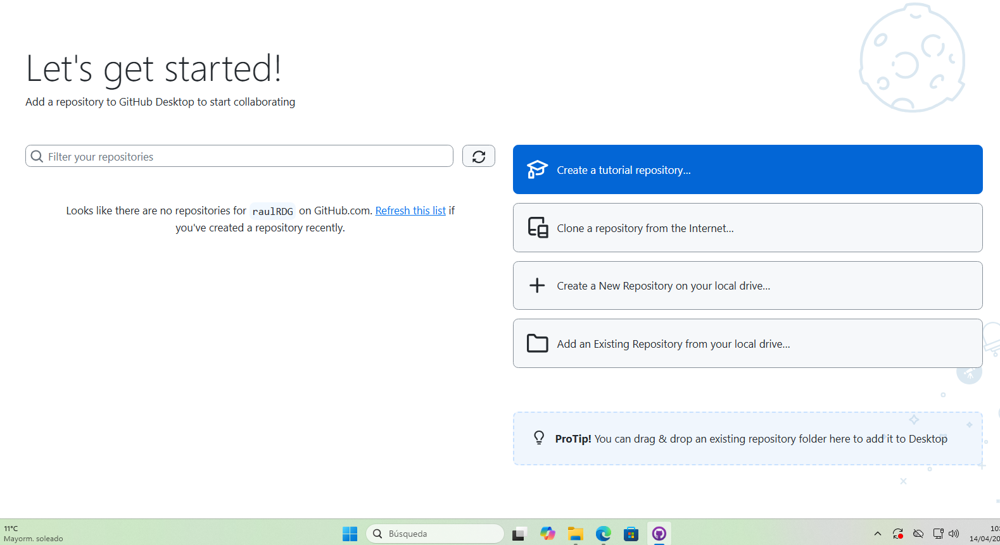 Let's get started!
Add a repository to GitHub Desktop to start collaborating
Filter your repositories
Looks like there are no repositories for raulRDG on GitHub.com. Refresh this list if
you've created a repository recently.
Create a tutorial repository...
Clone a repository from the Internet...
Create a New Repository on your local drive...
Add an Existing Repository from your local drive...
ProTip! You can drag & drop an existing repository folder here to add it to Desktop
11°C
Mayorm. soleado
Búsqueda
10:
14/04/20